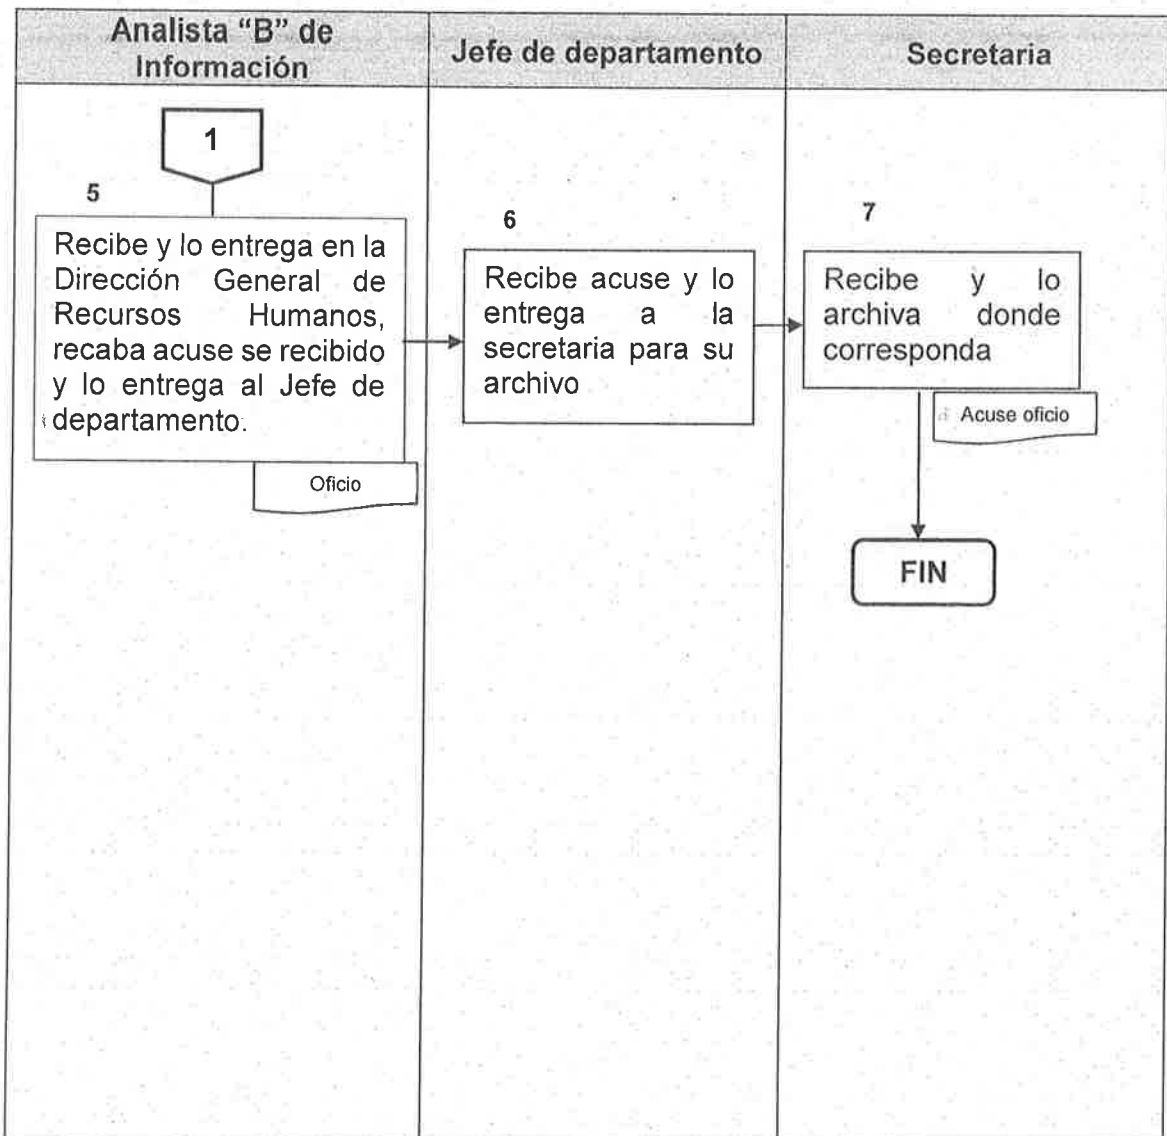 Analista “B” de
Información
Jefe de departamento
Secretaria
1
5
Recibe y lo entrega en la
Dirección General de
Recursos Humanos,
recaba acuse se recibido
y lo entrega al Jefe de
departamento.
Oficio
6
Recibe acuse y lo
entrega a la
secretaria para su
archivo
7
Recibe y lo
archiva donde
corresponda
Acuse oficio
FIN